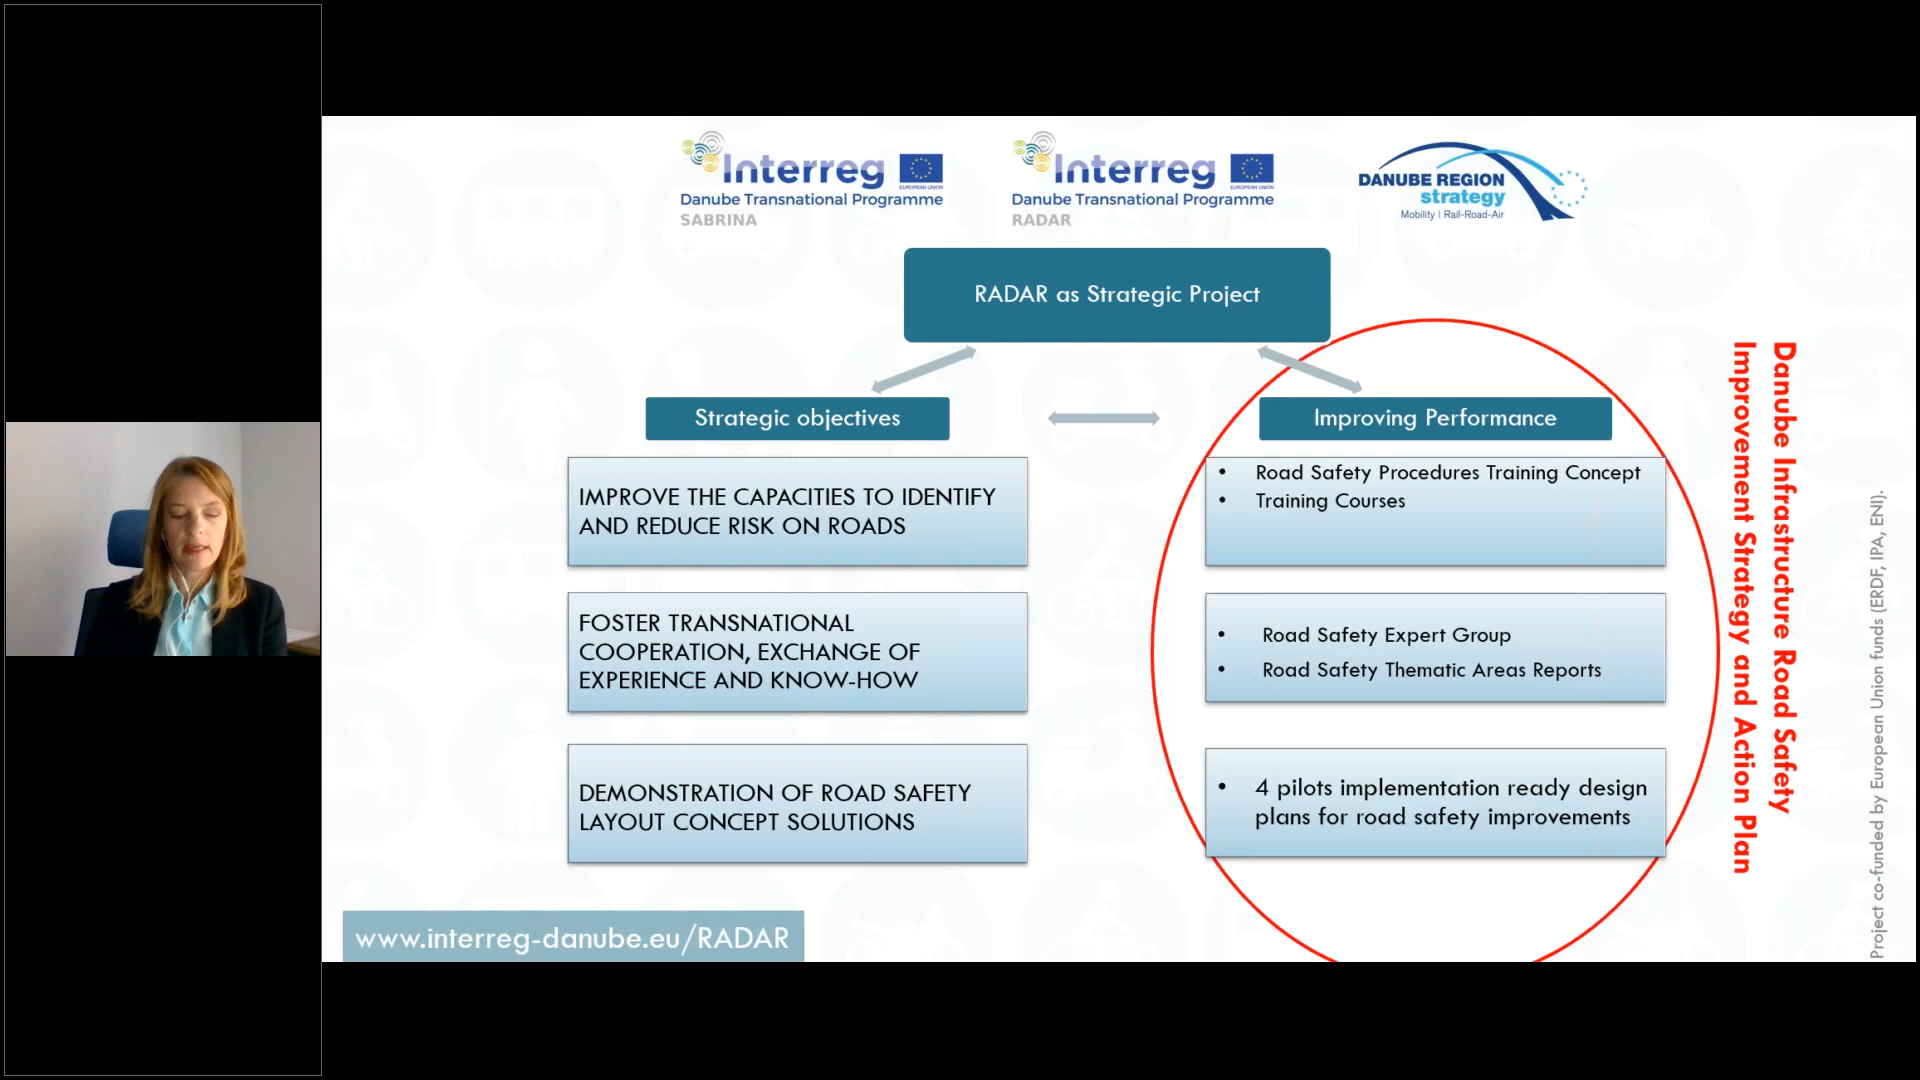 Interreg
EUROPEAN UNION
Danube Transnational Programme
SABRINA
Interreg
EUROPEAN UNION
Danube Transnational Programme
RADAR
DANUBE REGION
strategy
Mobility | Rail-Road-Air
RADAR as Strategic Project
Strategic objectives
IMPROVE THE CAPACITIES TO IDENTIFY
AND REDUCE RISK ON ROADS
FOSTER TRANSNATIONAL
COOPERATION, EXCHANGE OF
EXPERIENCE AND KNOW-HOW
DEMONSTRATION OF ROAD SAFETY
LAYOUT CONCEPT SOLUTIONS
Improving Performance
• Road Safety Procedures Training Concept
• Training Courses
• Road Safety Expert Group
• Road Safety Thematic Areas Reports
• 4 pilots implementation ready design
plans for road safety improvements
Danube Infrastructure Road Safety
Improvement Strategy and Action Plan
Project co-funded by European Union funds (ERDF, IPA, ENI).
www.interreg-danube.eu/RADAR